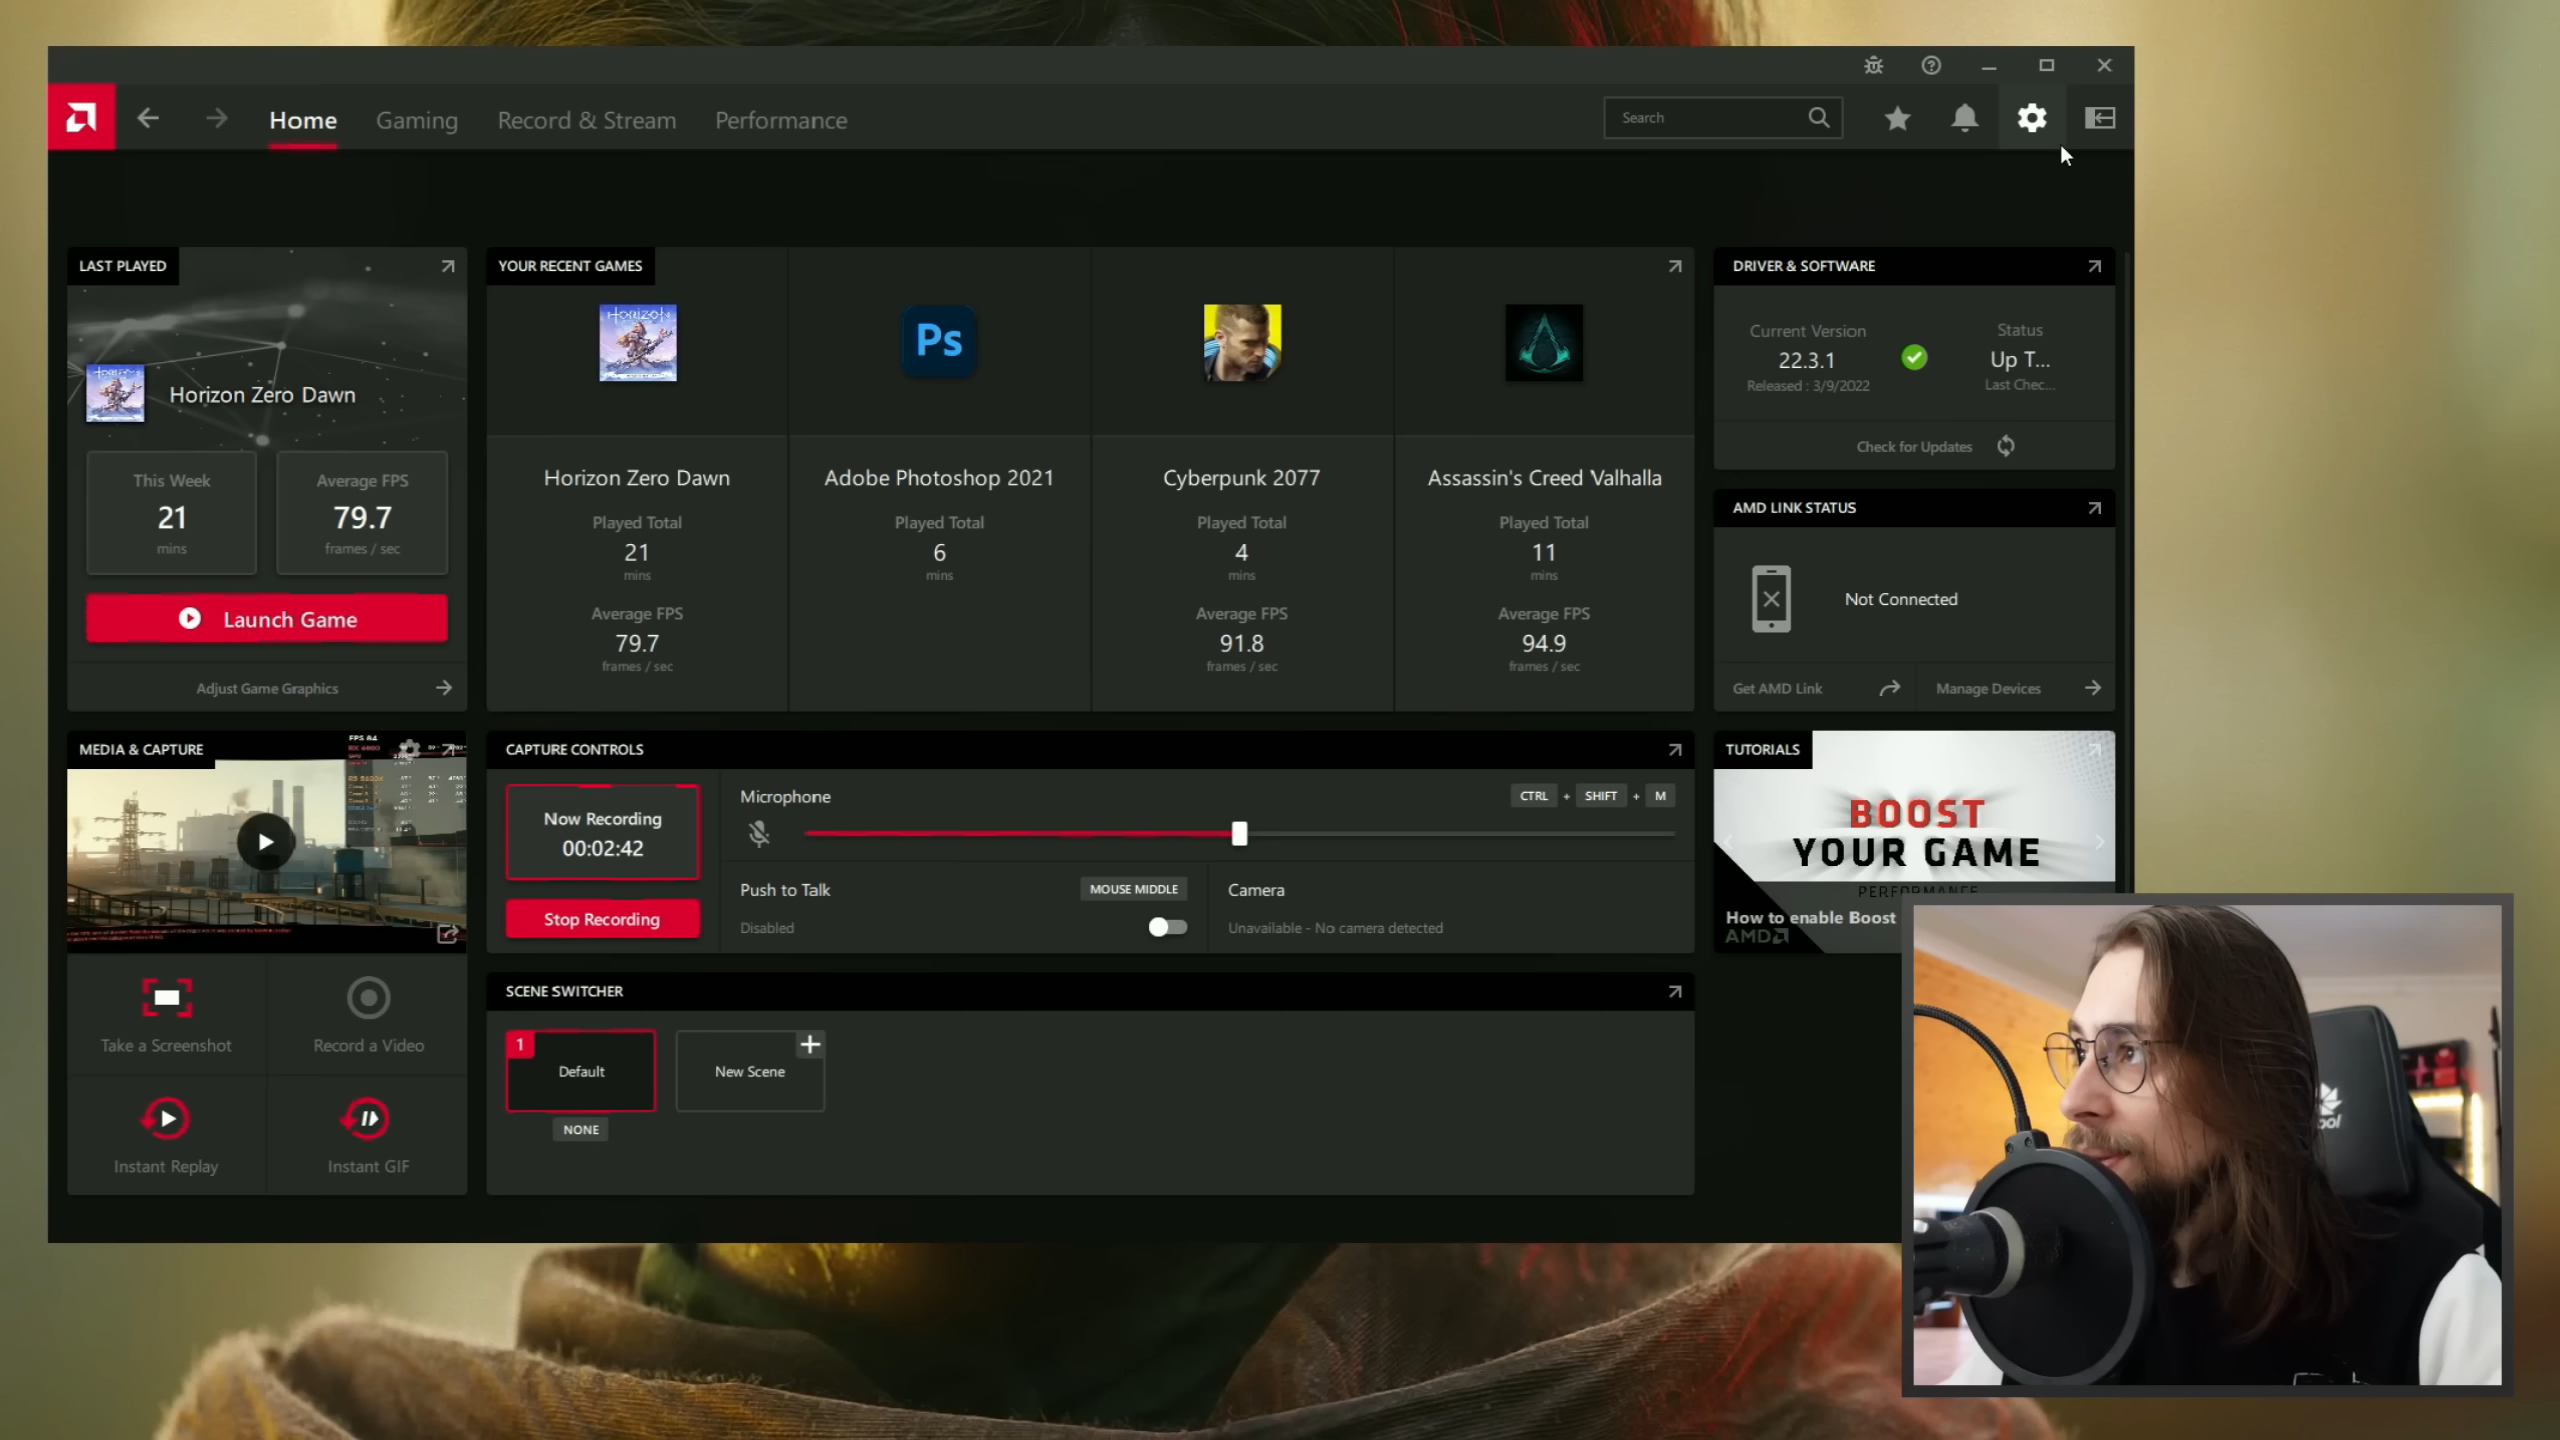 Home
Gaming
Record & Stream
Performance
Search
LAST PLAYED
Horizon Zero Dawn
This Week
21
mins
Average FPS
79.7
frames / sec
Launch Game
Adjust Game Graphics
YOUR RECENT GAMES
HORIZON
Ps
Horizon Zero Dawn
Played Total
21
mins
Average FPS
79.7
frames / sec
Adobe Photoshop 2021
Played Total
6
mins
Cyberpunk 2077
Played Total
4
mins
Average FPS
91.8
frames / sec
Assassin's Creed Valhalla
Played Total
11
mins
Average FPS
94.9
frames / sec
DRIVER & SOFTWARE
Current Version
22.3.1
Released : 3/9/2022
Status
Up T...
Last Chec...
Check for Updates
AMD LINK STATUS
Not Connected
Get AMD Link
Manage Devices
MEDIA & CAPTURE
FPS 84
Take a Screenshot
Record a Video
Instant Replay
Instant GIF
CAPTURE CONTROLS
Now Recording
00:02:42
Stop Recording
Microphone
CTRL + SHIFT + M
Push to Talk
MOUSE MIDDLE
Disabled
Camera
Unavailable - No camera detected
SCENE SWITCHER
1
Default
NONE
New Scene
TUTORIALS
BOOST
YOUR GAME
PERFORMANCE
How to enable Boost
AMD